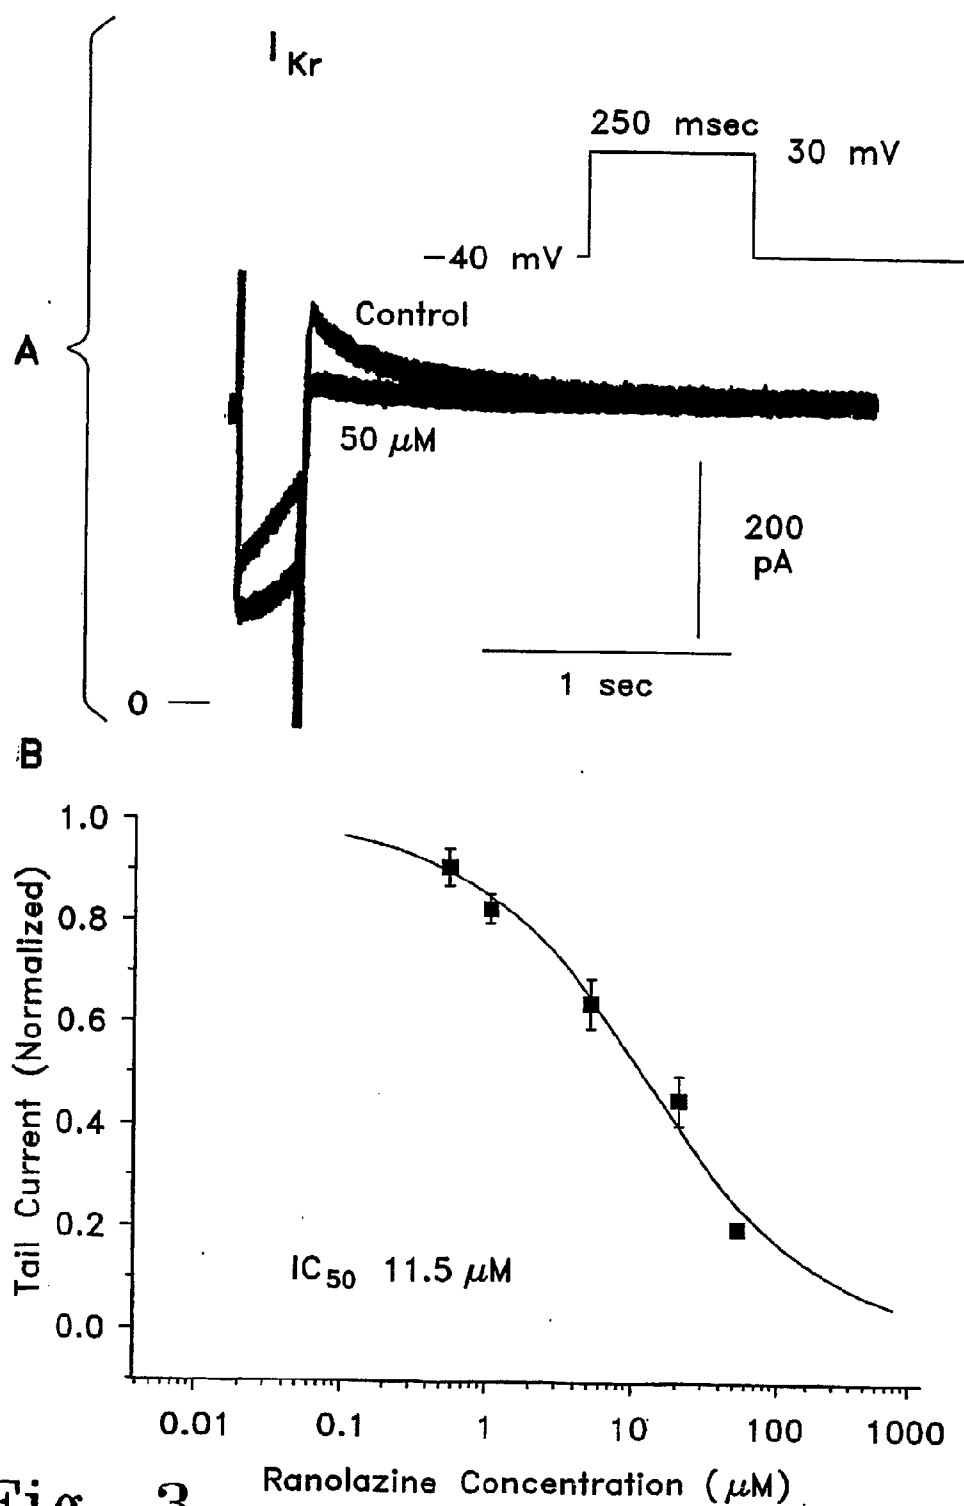 I Kr
250 msec
30 mV
−40 mV
A
Control
50 μM
200
pA
1 sec
0
B
Tail Current (Normalized)
1.0
0.8
0.6
0.4
0.2
0.0
IC50 11.5 μM
0.01 0.1 1 10 100 1000
Ranolazine Concentration (μM)
Fig. 3